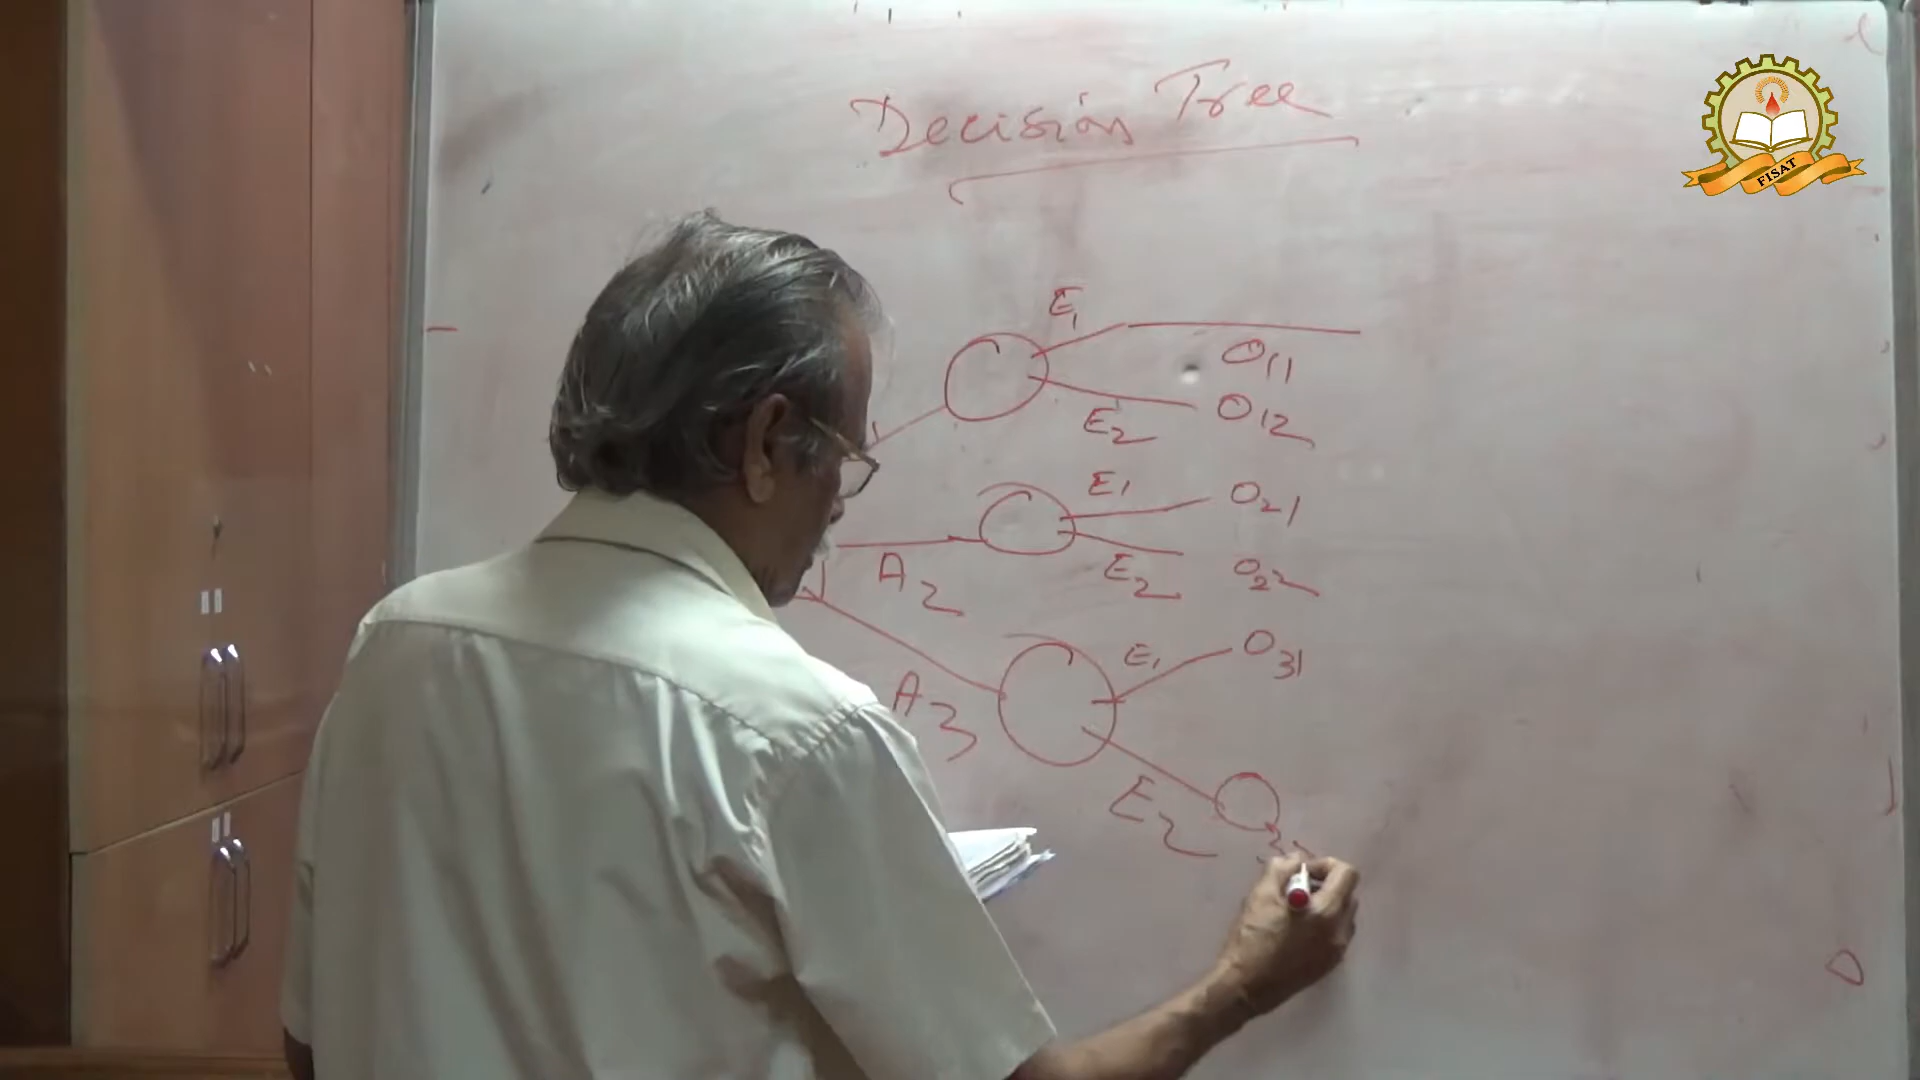 Decision Tree
FISAT
E1
O11
E2 O12
E1 O21
A2 E2 O22
E1 O31
A3
E2